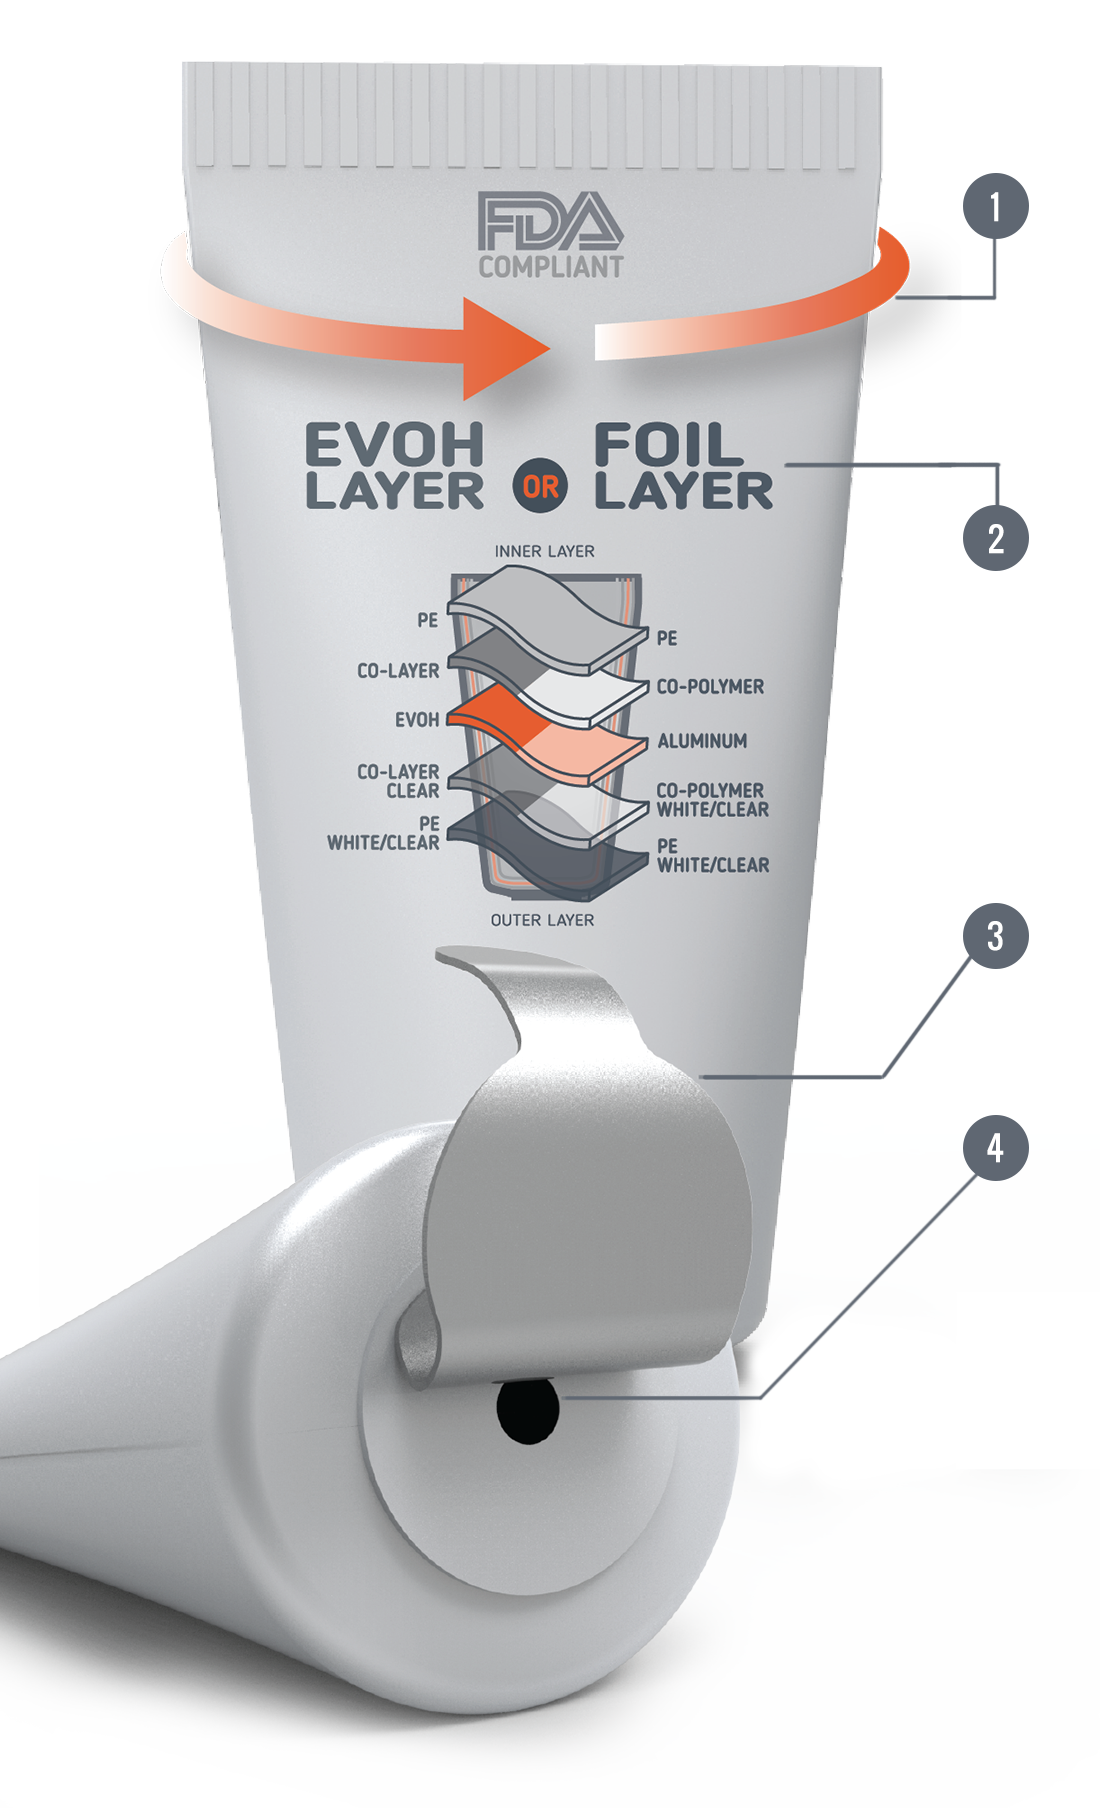 FDA
COMPLIANT
1
EVOH
LAYER
OR
FOIL
LAYER
2
INNER LAYER
PE
PE
CO-LAYER
CO-POLYMER
EVOH
ALUMINUM
CO-LAYER
CLEAR
CO-POLYMER
WHITE/CLEAR
PE
WHITE/CLEAR
PE
WHITE/CLEAR
OUTER LAYER
3
4